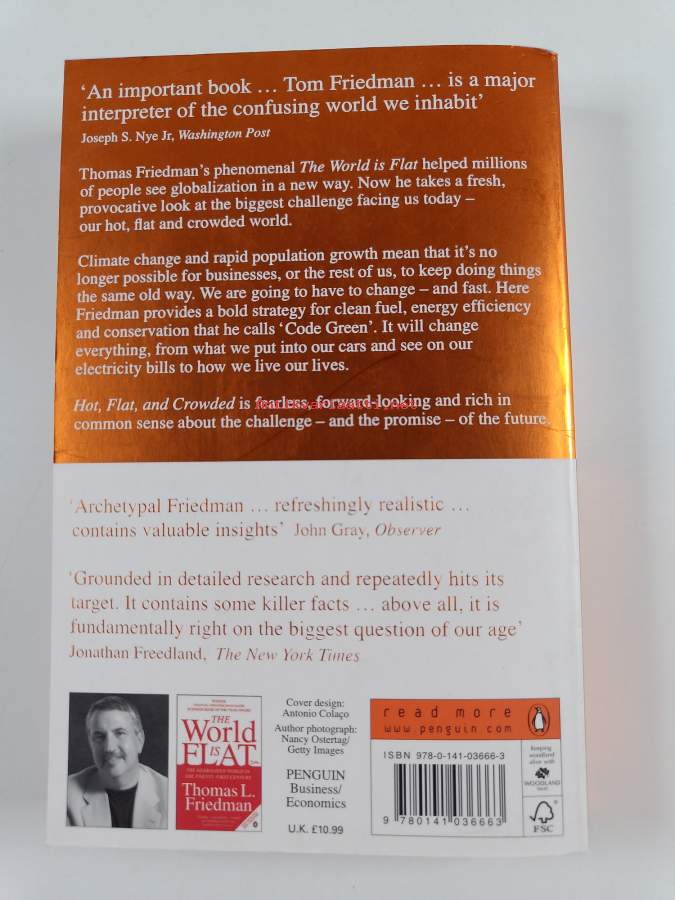 ‘An important book … Tom Friedman … is a major
interpreter of the confusing world we inhabit’
Joseph S. Nye Jr, Washington Post
Thomas Friedman’s phenomenal The World is Flat helped millions
of people see globalization in a new way. Now he takes a fresh,
provocative look at the biggest challenge facing us today –
our hot, flat and crowded world.
Climate change and rapid population growth mean that it’s no
longer possible for businesses, or the rest of us, to keep doing things
the same old way. We are going to have to change – and fast. Here
Friedman provides a bold strategy for clean fuel, energy efficiency
and conservation that he calls ‘Code Green’. It will change
everything, from what we put into our cars and see on our
electricity bills to how we live our lives.
Hot, Flat, and Crowded is fearless, forward-looking and rich in
common sense about the challenge – and the promise – of the future.
‘Archetypal Friedman … refreshingly realistic …
contains valuable insights’ John Gray, Observer
‘Grounded in detailed research and repeatedly hits its
target. It contains some killer facts … above all, it is
fundamentally right on the biggest question of our age’
Jonathan Freedland, The New York Times
THE
World
IS
FLAT
Thomas L.
Friedman
Cover design:
Antonio Colaço
Author photograph:
Nancy Ostertag/
Getty Images
PENGUIN
Business/
Economics
U.K. £10.99
read more
www.penguin.com
ISBN 978-0-141-03666-3
9 780141 036663
keeping
woodland
alive with
WOODLAND
trust
FSC